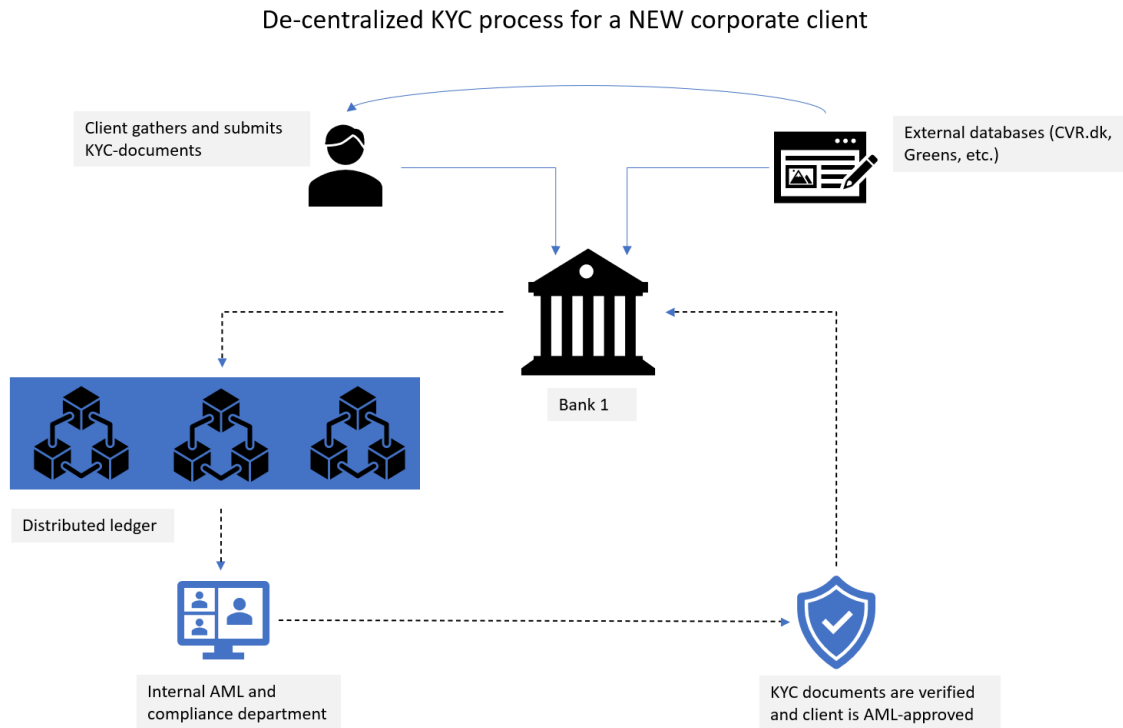 De-centralized KYC process for a NEW corporate client
Client gathers and submits
KYC-documents
External databases (CVR.dk,
Greens, etc.)
Bank 1
Distributed ledger
Internal AML and
compliance department
KYC documents are verified
and client is AML-approved